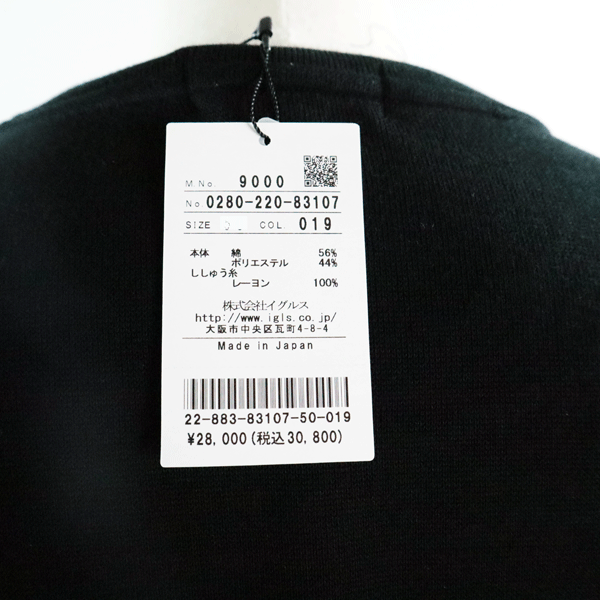 M.No 9000
No 0280-220-83107
SIZE COL 019
本体 綿 56%
ポリエステル 44%
ししゅう糸
レーヨン 100%
株式会社イグルス
http://www.igls.co.jp/
大阪市中央区瓦町4-8-4
Made in Japan
22-883-83107-50-019
¥28,000(税込30,800)